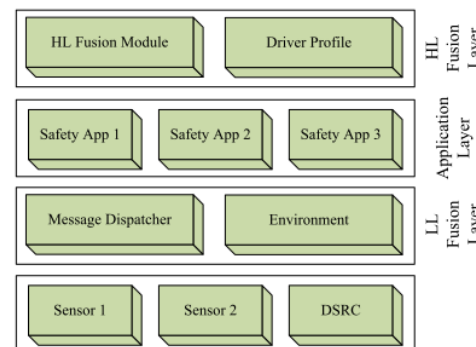 HL Fusion Module
Driver Profile
HL
Fusion
Layer
Safety App 1
Safety App 2
Safety App 3
Application
Layer
Message Dispatcher
Environment
LL
Fusion
Layer
Sensor 1
Sensor 2
DSRC